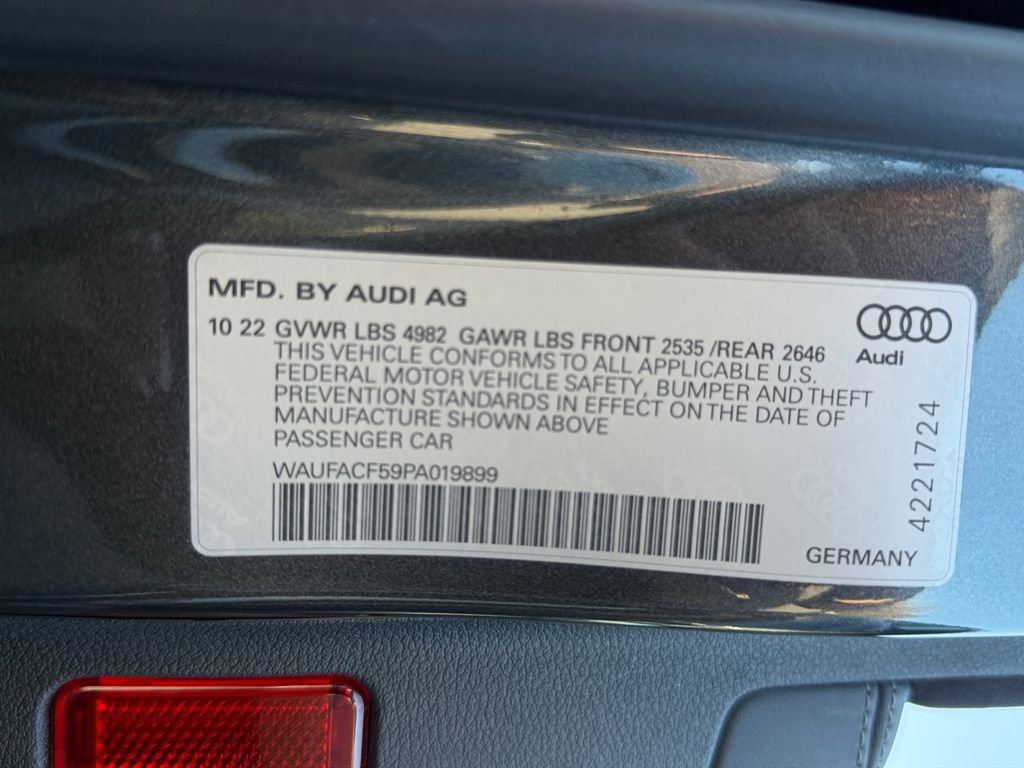 MFD. BY AUDI AG
10 22 GVWR LBS 4982 GAWR LBS FRONT 2535 /REAR 2646
THIS VEHICLE CONFORMS TO ALL APPLICABLE U.S.
FEDERAL MOTOR VEHICLE SAFETY, BUMPER AND THEFT
PREVENTION STANDARDS IN EFFECT ON THE DATE OF
MANUFACTURE SHOWN ABOVE
PASSENGER CAR
WAUFACF59PA019899
Audi
4221724
GERMANY